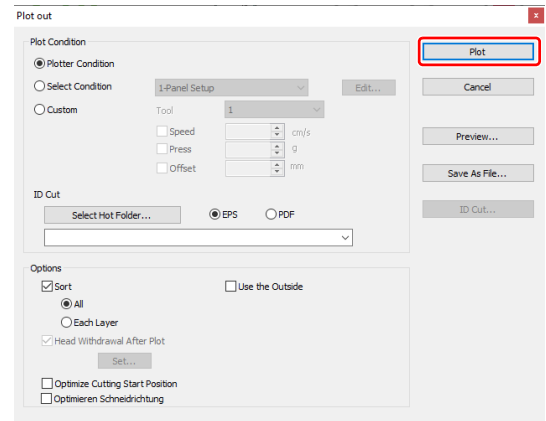 Plot out
x
Plot Condition
Plotter Condition
Select Condition
1-Panel Setup
Edit...
Custom
Tool
1
Speed
cm/s
Press
g
Offset
mm
ID Cut
Select Hot Folder...
EPS
PDF
Options
Sort
Use the Outside
All
Each Layer
Head Withdrawal After Plot
Set...
Optimize Cutting Start Position
Optimieren Schneidrichtung
Plot
Cancel
Preview...
Save As File...
ID Cut...